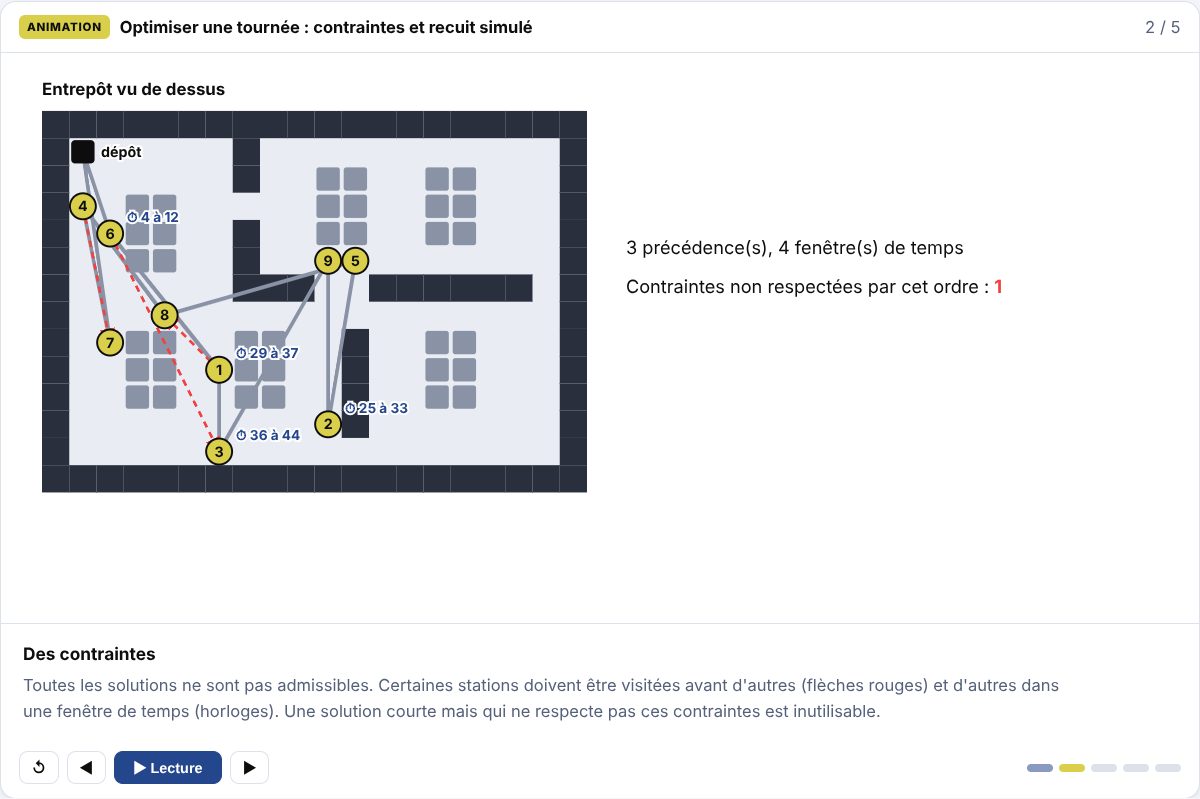 ANIMATION Optimiser une tournée : contraintes et recuit simulé 2 / 5
Entrepôt vu de dessus
dépôt
4
4 à 12
6
9 5
8
7
29 à 37
1
25 à 33
2
36 à 44
3
3 précédence(s), 4 fenêtre(s) de temps
Contraintes non respectées par cet ordre : 1
Des contraintes
Toutes les solutions ne sont pas admissibles. Certaines stations doivent être visitées avant d'autres (flèches rouges) et d'autres dans
une fenêtre de temps (horloges). Une solution courte mais qui ne respecte pas ces contraintes est inutilisable.
Lecture